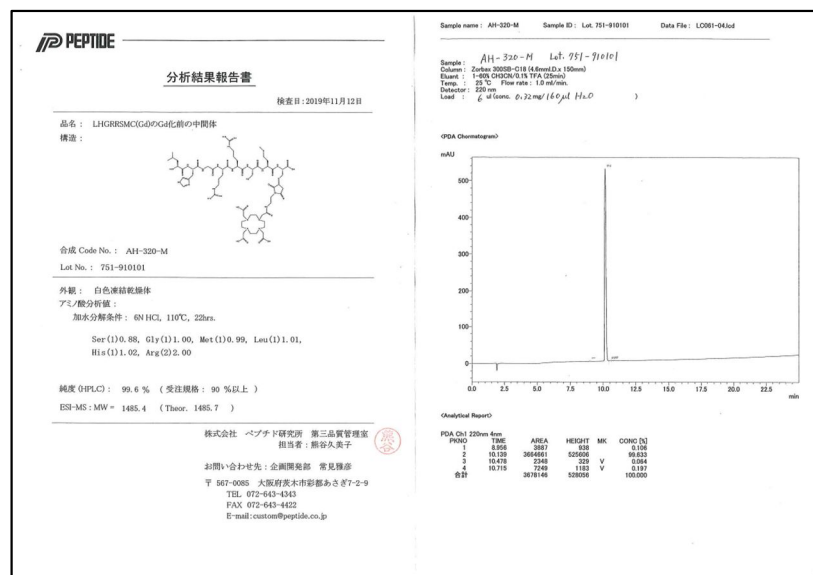 PEPTIDE
分析結果報告書
検査日:2019年11月12日
品名: LHGRRSMC(Gd)のGd化前の中間体
構造:
合成 Code No.: AH-320-M
Lot No.: 751-910101
外観: 白色凍結乾燥体
アミノ酸分析値:
加水分解条件: 6N HCl, 110℃, 22hrs.
Ser(1)0.88, Gly(1)1.00, Met(1)0.99, Leu(1)1.01,
His(1)1.02, Arg(2)2.00
純度(HPLC): 99.6 % (受注規格: 90 %以上)
ESI-MS:MW= 1485.4 (Theor. 1485.7)
株式会社 ペプチド研究所 第三品質管理室
担当者:熊谷久美子
お問い合わせ先:企画開発部 常見雅彦
〒 567-0085 大阪府茨木市彩都あさぎ7-2-9
TEL 072-643-4343
FAX 072-643-4422
E-mail:custom@peptide.co.jp
Sample name : AH-320-M Sample ID : Lot. 751-910101 Data File : LC061-04.lcd
Sample : AH-320-M Lot. 751-910101
Column : Zorbax 300SB-C18 (4.6mmI.D.x 150mm)
Eluant : 1-60% CH3CN/0.1% TFA (25min)
Temp. : 25 ℃ Flow rate : 1.0 ml/min.
Detector : 220 nm
Load : 6 ul (conc. 0.32mg/160μl H2O )
<PDA Chormatogram>
mAU
500
400
300
200
100
0
0.0 2.5 5.0 7.5 10.0 12.5 15.0 17.5 20.0 22.5
min
<Analytical Report>
PDA Ch1 220nm 4nm
PKNO TIME AREA HEIGHT MK CONC [%]
1 8.956 3887 938 0.106
2 10.139 3664661 525606 99.633
3 10.478 2348 329 V 0.064
4 10.715 7249 1183 V 0.197
合計 3678146 528056 100.000